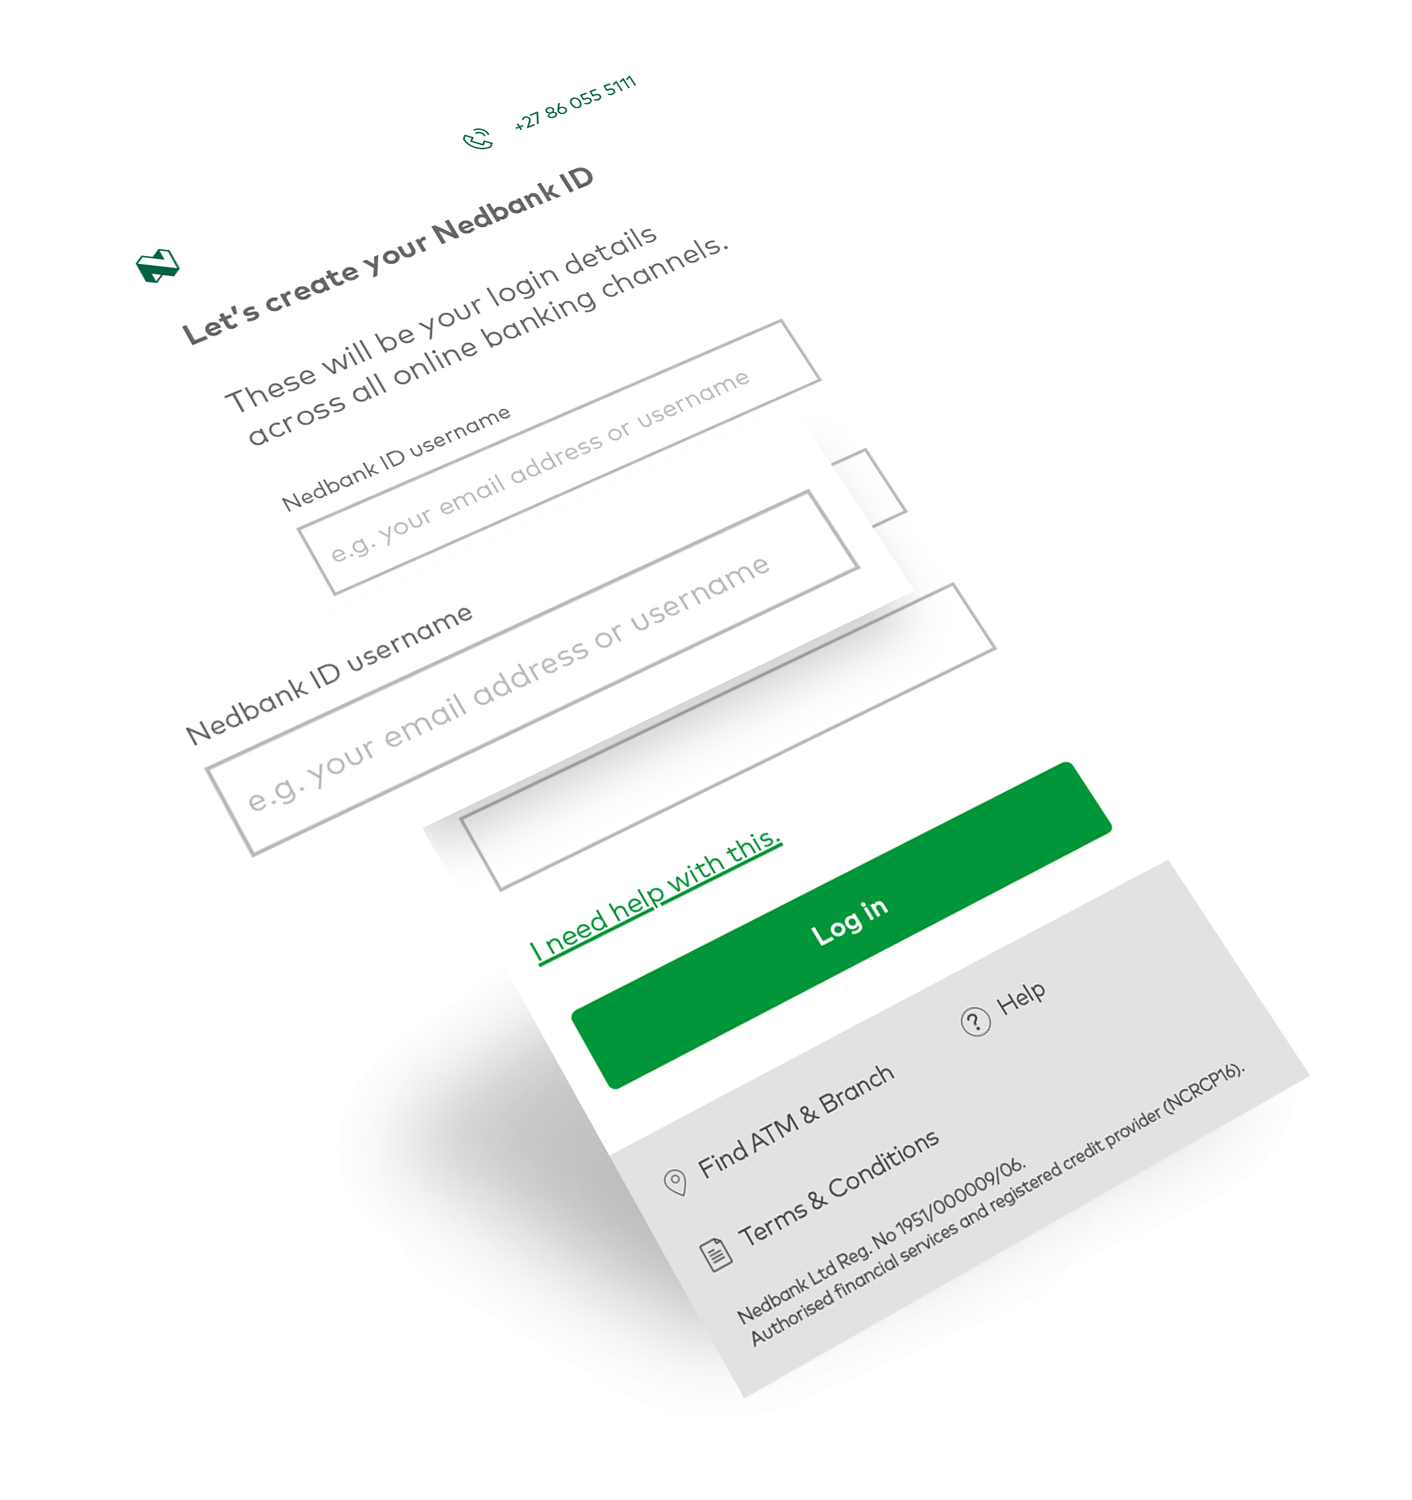 +27 86 055 5111
Let's create your Nedbank ID
These will be your login details
across all online banking channels.
Nedbank ID username
e.g. your email address or username
Nedbank ID username
e.g. your email address or username
I need help with this.
Log in
Find ATM & Branch
Help
Terms & Conditions
Nedbank Ltd Reg. No 1951/000009/06.
Authorised financial services and registered credit provider (NCRCP16).